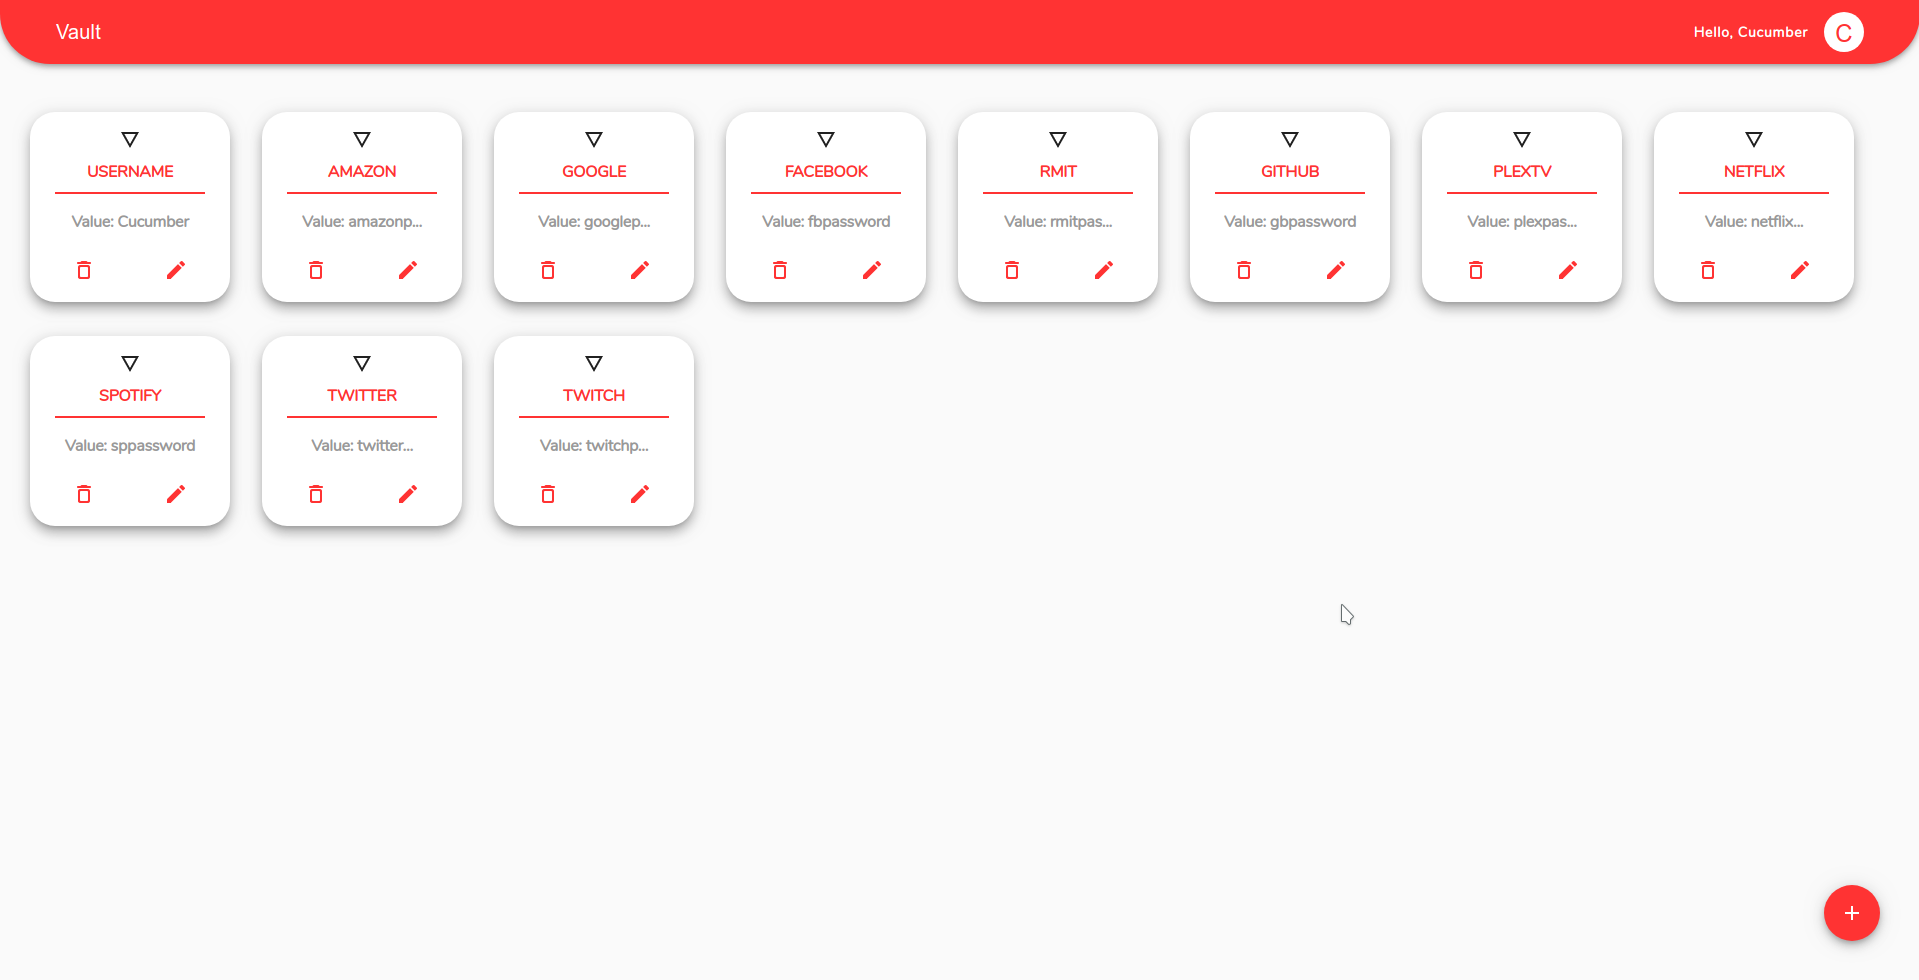 Vault
Hello, Cucumber
C
USERNAME
Value: Cucumber
AMAZON
Value: amazonp...
GOOGLE
Value: googlep...
FACEBOOK
Value: fbpassword
RMIT
Value: rmitpas...
GITHUB
Value: gbpassword
PLEXTV
Value: plexpas...
NETFLIX
Value: netflix...
SPOTIFY
Value: sppassword
TWITTER
Value: twitter...
TWITCH
Value: twitchp...